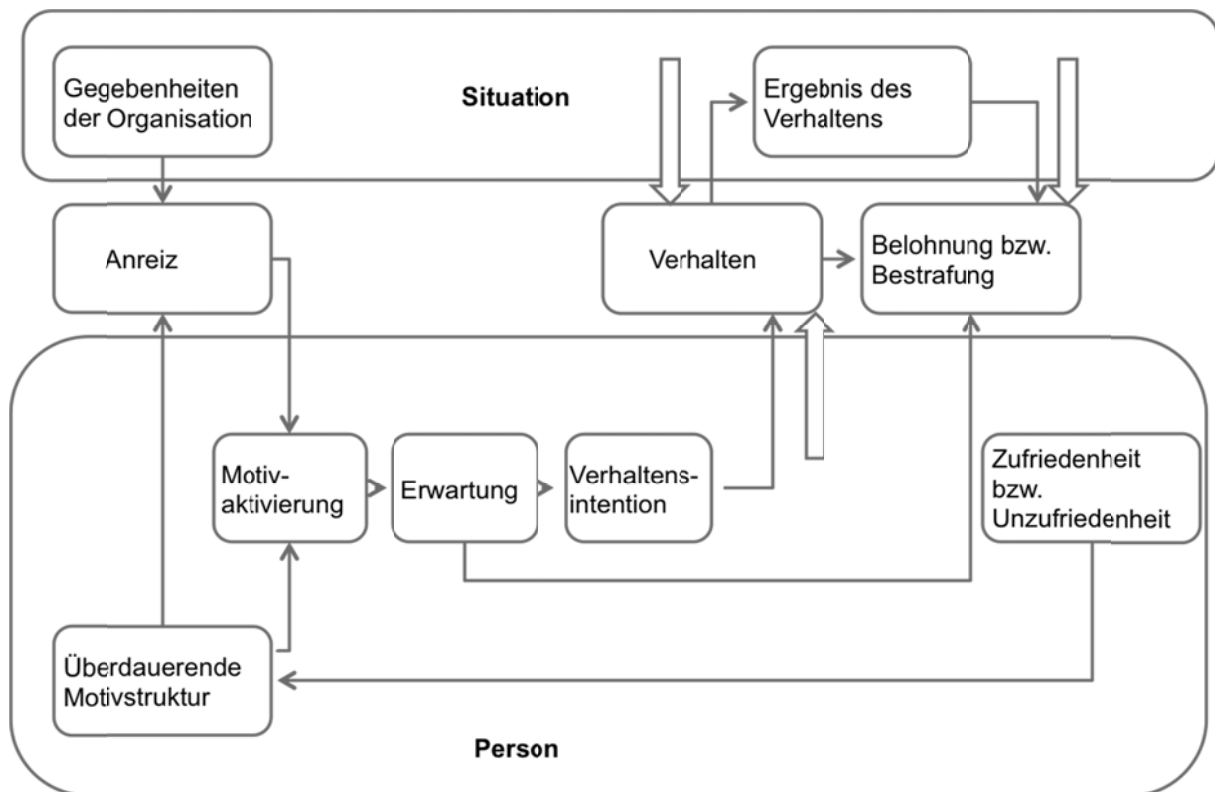 Gegebenheiten
der Organisation
Situation
Ergebnis des
Verhaltens
Anreiz
Verhalten
Belohnung bzw.
Bestrafung
Motiv-
aktivierung
Erwartung
Verhaltens-
intention
Zufriedenheit
bzw.
Unzufriedenheit
Überdauerende
Motivstruktur
Person